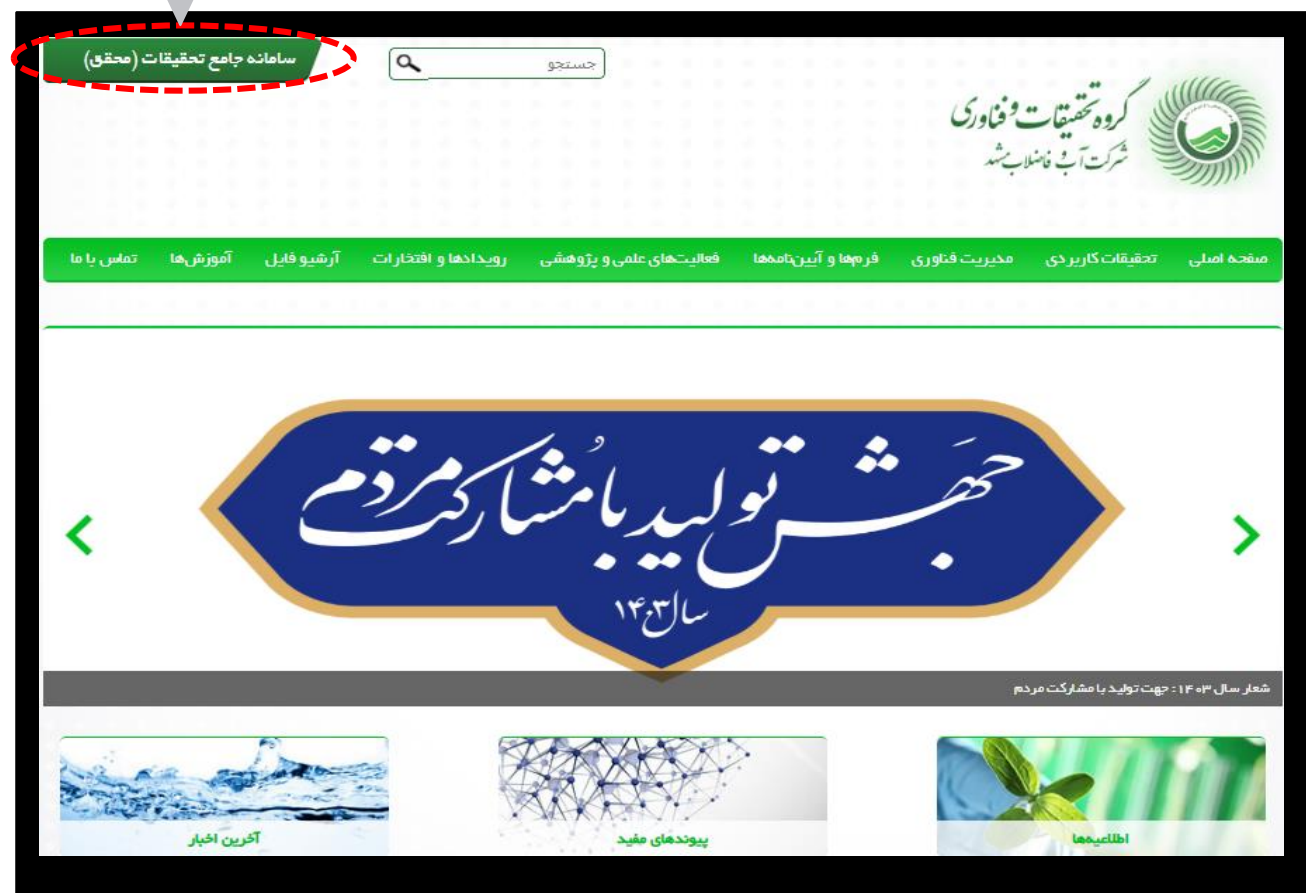 سامانه جامع تحقیقات (محقق)
جستجو
گروه تحقیقات و فناوری
شرکت آب و فاضلاب مشهد
صفحه اصلی تحقیقات کاربردی مدیریت فناوری فرم‌ها و آیین‌نامه‌ها فعالیت‌های علمی و پژوهشی رویدادها و افتخارات آرشیو فایل آموزش‌ها تماس با ما
جهش تولید با مشارکت مردم
سال ۱۴۰۳
شعار سال ۱۴۰۳: جهت تولید با مشارکت مردم
اطلاعیه‌ها پیوندهای مفید آخرین اخبار